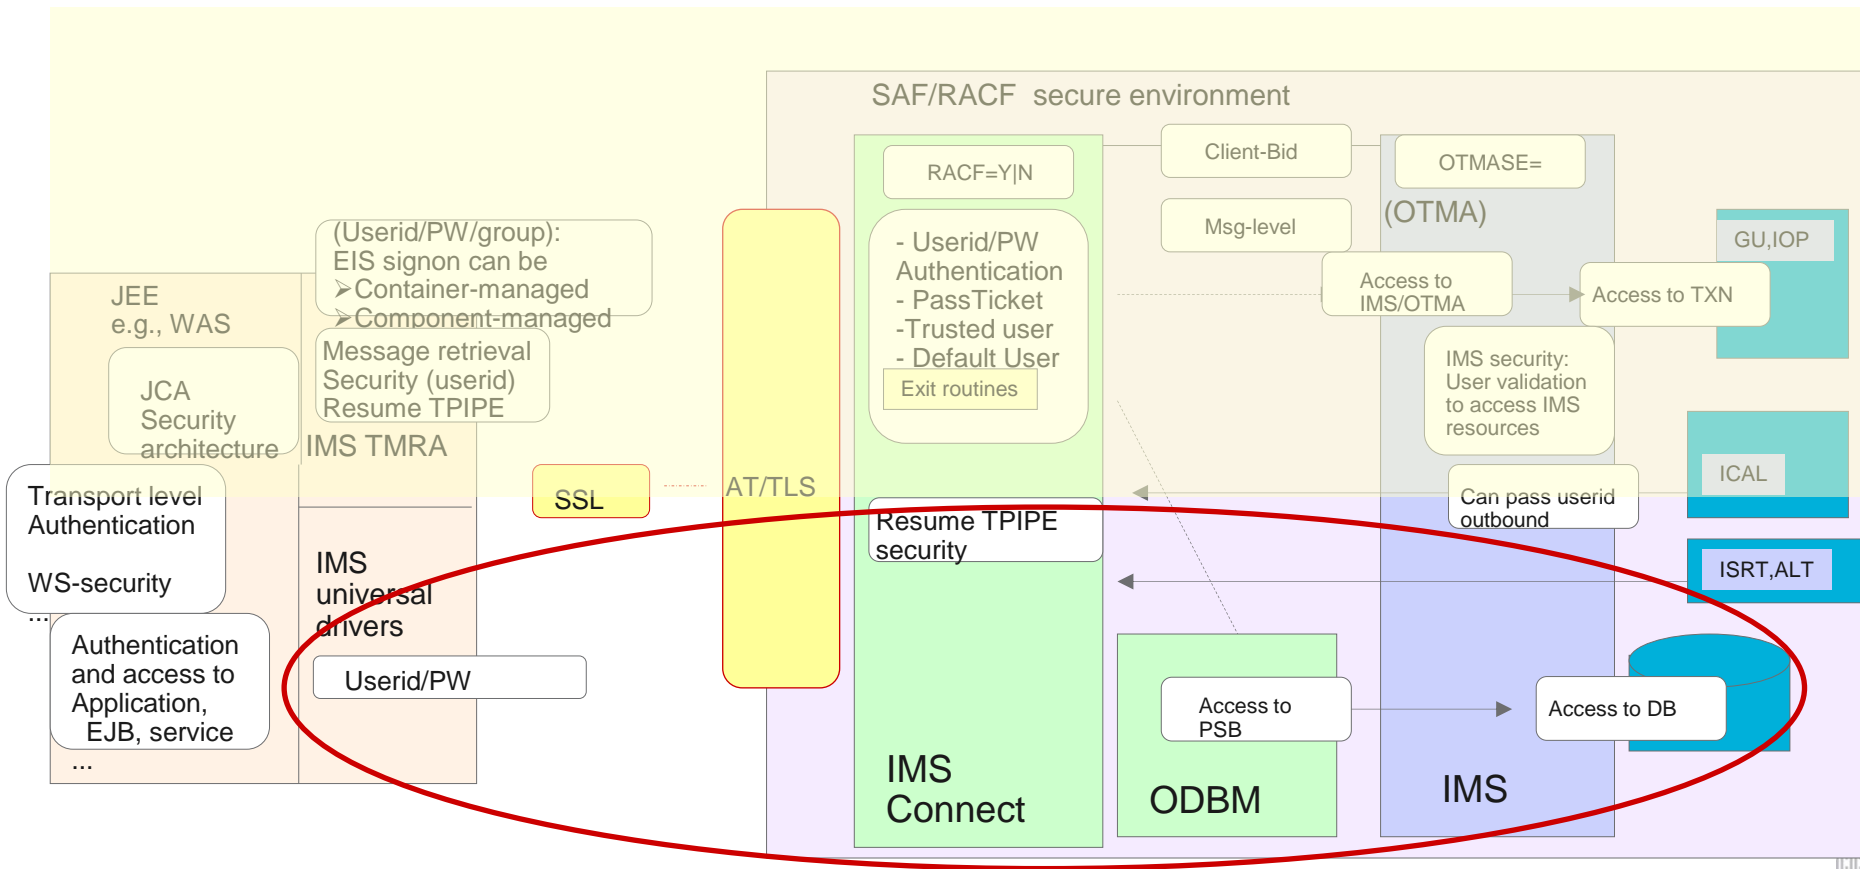 SAF/RACF secure environment
RACF=Y|N
Client-Bid
OTMASE=
(OTMA)
Msg-level
GU,IOP
(Userid/PW/group):
EIS signon can be
➢Container-managed
➢Component-managed
- Userid/PW
Authentication
- PassTicket
-Trusted user
- Default User
Exit routines
Access to
IMS/OTMA
Access to TXN
JEE
e.g., WAS
Message retrieval
Security (userid)
Resume TPIPE
IMS TMRA
JCA
Security
architecture
IMS security:
User validation
to access IMS
resources
ICAL
Transport level
Authentication
WS-security
...
SSL
AT/TLS
Can pass userid
outbound
Resume TPIPE
security
IMS
universal
drivers
ISRT,ALT
Authentication
and access to
Application,
EJB, service
...
Userid/PW
Access to
PSB
Access to DB
IMS
Connect
ODBM
IMS